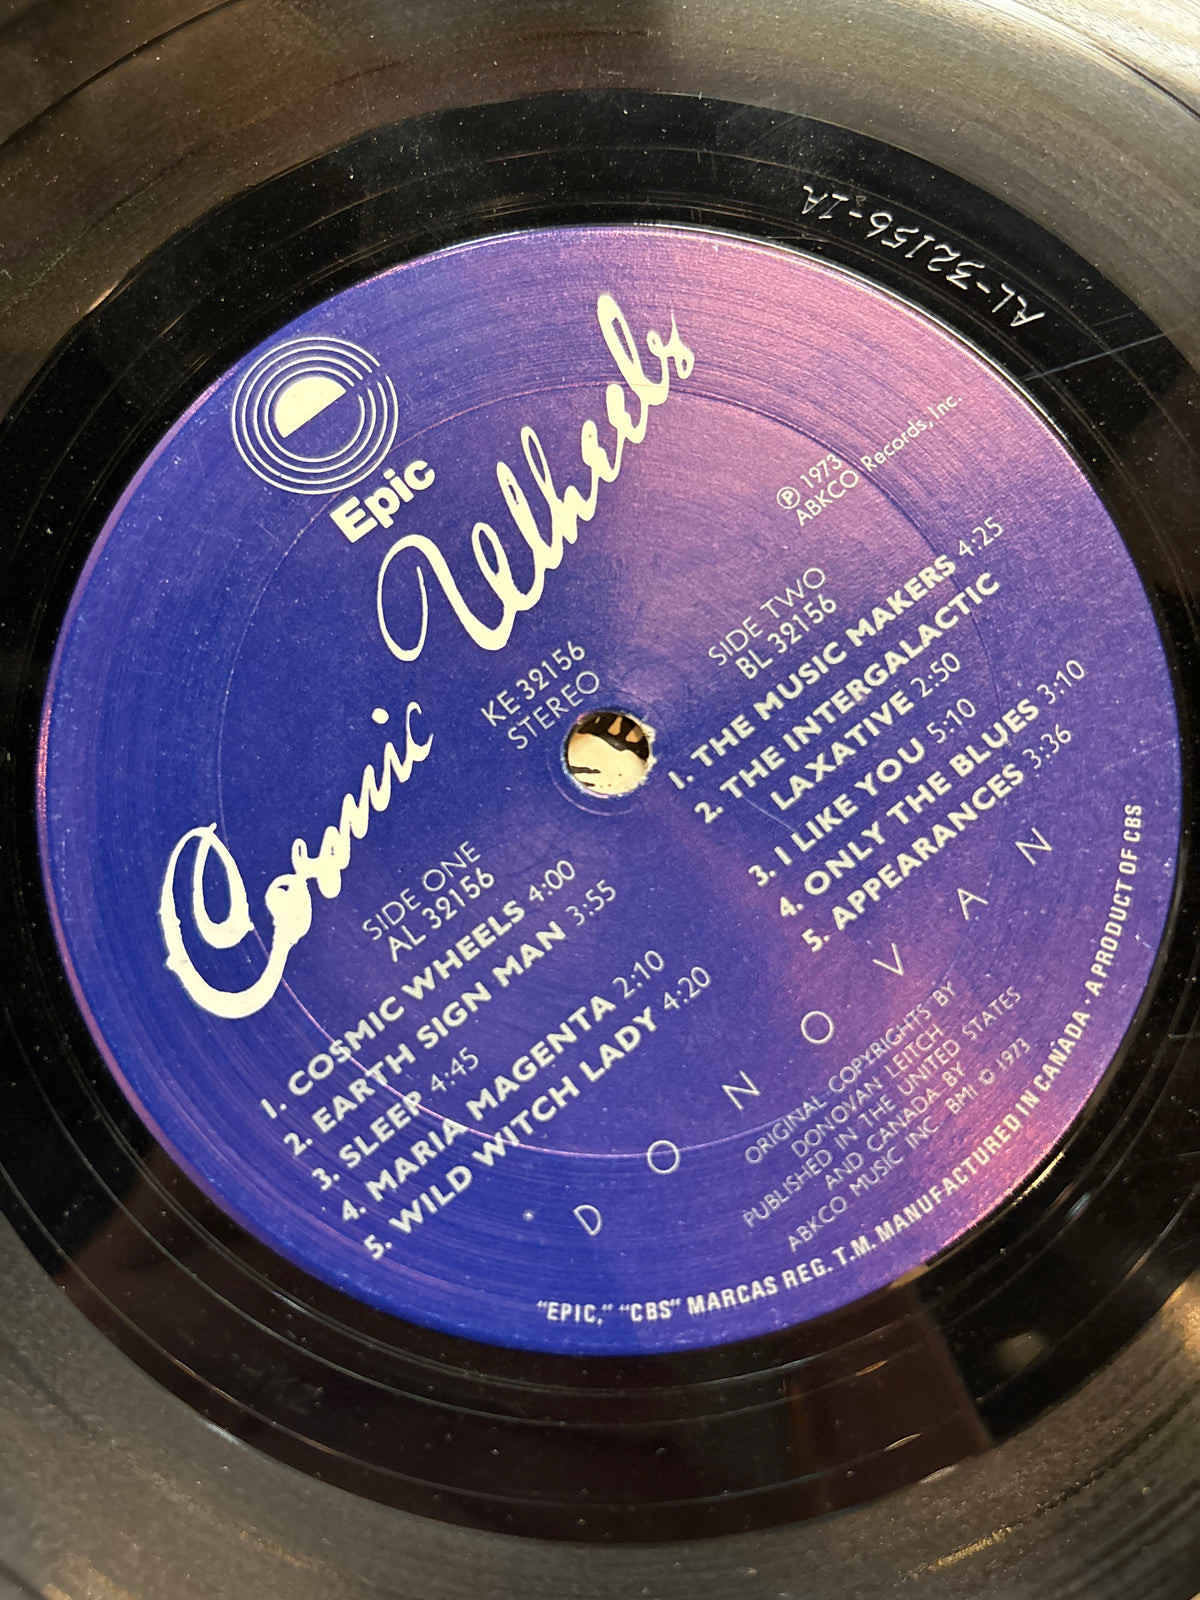 AL-32156-1A
Epic
Cosmic Wheels
KE 32156
STEREO
Ⓟ 1973
ABKCO Records, Inc.
SIDE ONE
AL 32156
1. COSMIC WHEELS 4:00
2. EARTH SIGN MAN 3:55
3. SLEEP 4:45
4. MARIA MAGENTA 2:10
5. WILD WITCH LADY 4:20
SIDE TWO
BL 32156
1. THE MUSIC MAKERS 4:25
2. THE INTERGALACTIC
LAXATIVE 2:50
3. I LIKE YOU 5:10
4. ONLY THE BLUES 3:10
5. APPEARANCES 3:36
DONOVAN
ORIGINAL COPYRIGHTS BY
DONOVAN LEITCH
PUBLISHED IN THE UNITED STATES
AND CANADA BY
ABKCO MUSIC INC. BMI © 1973
"EPIC," "CBS" MARCAS REG. T.M. MANUFACTURED IN CANADA · A PRODUCT OF CBS